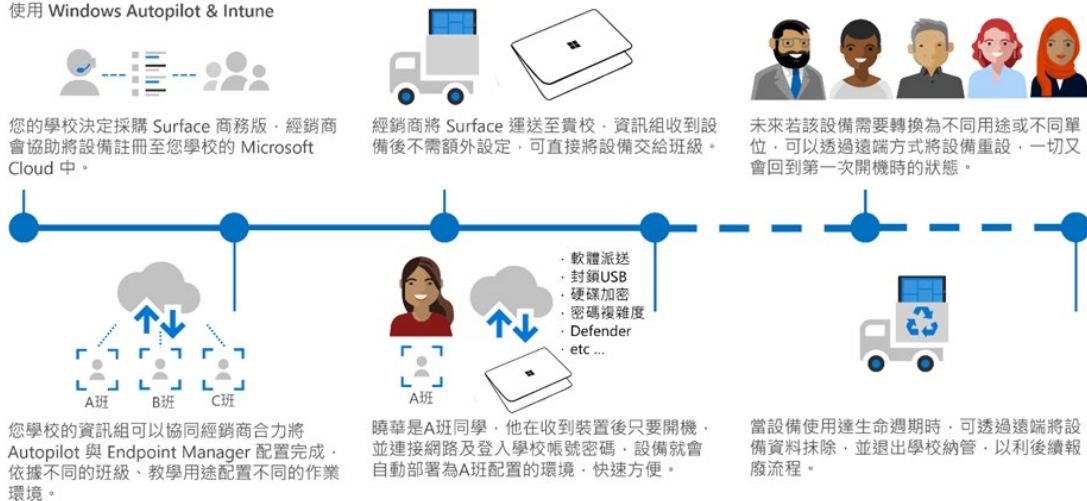 使用 Windows Autopilot & Intune
您的學校決定採購 Surface 商務版，經銷商
會協助將設備註冊至您學校的 Microsoft
Cloud 中。
經銷商將 Surface 運送至貴校，資訊組收到設
備後不需額外設定，可直接將設備交給班級。
未來若該設備需要轉換為不同用途或不同單
位，可以透過遠端方式將設備重設，一切又
會回到第一次開機時的狀態。
A班
B班
C班
您學校的資訊組可以協同經銷商合力將
Autopilot 與 Endpoint Manager 配置完成，
依據不同的班級、教學用途配置不同的作業
環境。
· 軟體派送
· 封鎖USB
· 硬碟加密
· 密碼複雜度
· Defender
· etc ...
A班
曉華是A班同學，他在收到裝置後只要開機，
並連接網路及登入學校帳號密碼，設備就會
自動部署為A班配置的環境，快速方便。
當設備使用達生命週期時，可透過遠端將設
備資料抹除，並退出學校納管，以利後續報
廢流程。